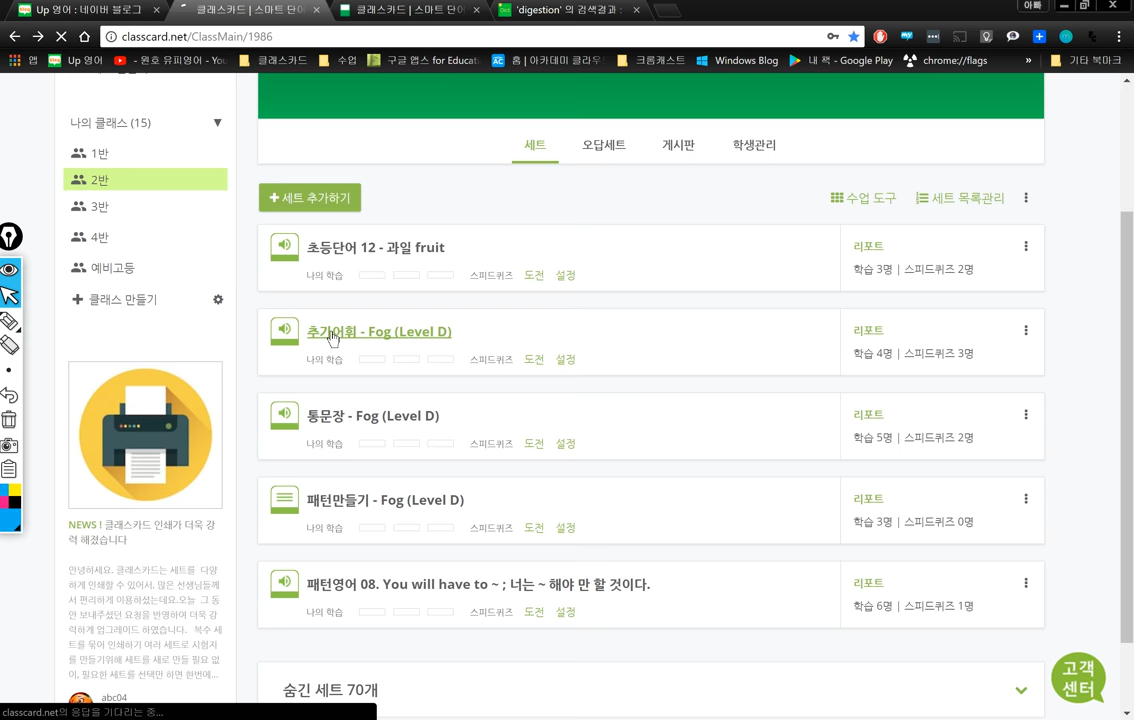 Up 영어 : 네이버 블로그
클래스카드 | 스마트 단어
클래스카드 | 스마트 단어
'digestion' 의 검색결과 :
아빠
classcard.net/ClassMain/1986
앱
Up 영어
- 원호 유피영어 - You
클래스카드
수업
구글 앱스 for Educati
홈 | 아카데미 클라우드
크롬캐스트
Windows Blog
내 책 - Google Play
chrome://flags
»
기타 북마크
나의 클래스 (15)
1반
2반
3반
4반
예비고등
클래스 만들기
NEWS ! 클래스카드 인쇄가 더욱 강
력 해졌습니다
안녕하세요. 클래스카드는 세트를 다양
하게 인쇄할 수 있어서, 많은 선생님들께
서 편리하게 이용하셨는데요.오늘 그 동
안 보내주셨던 요청을 반영하여 더욱 강
력하게 업그레이드 하였습니다. 복수 세
트를 묶어 인쇄하기 여러 세트로 시험지
를 만들기위해 세트를 새로 만들 필요 없
이, 필요한 세트를 선택만 하면 한번에...
abc04
세트
오답세트
게시판
학생관리
세트 추가하기
수업 도구
세트 목록관리
초등단어 12 - 과일 fruit
나의 학습
스피드퀴즈 도전 설정
리포트
학습 3명 | 스피드퀴즈 2명
추가어휘 - Fog (Level D)
나의 학습
스피드퀴즈 도전 설정
리포트
학습 4명 | 스피드퀴즈 3명
통문장 - Fog (Level D)
나의 학습
스피드퀴즈 도전 설정
리포트
학습 5명 | 스피드퀴즈 2명
패턴만들기 - Fog (Level D)
나의 학습
스피드퀴즈 도전 설정
리포트
학습 3명 | 스피드퀴즈 0명
패턴영어 08. You will have to ~ ; 너는 ~ 해야 만 할 것이다.
나의 학습
스피드퀴즈 도전 설정
리포트
학습 6명 | 스피드퀴즈 1명
숨긴 세트 70개
고객
센터
classcard.net의 응답을 기다리는 중...